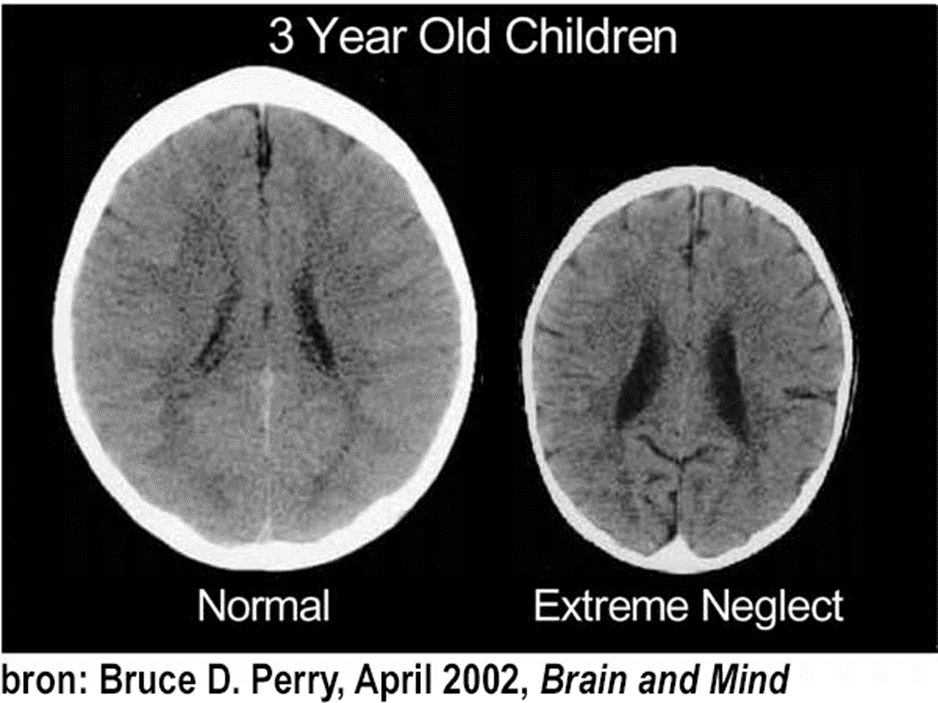 3 Year Old Children
Normal
Extreme Neglect
bron: Bruce D. Perry, April 2002, Brain and Mind